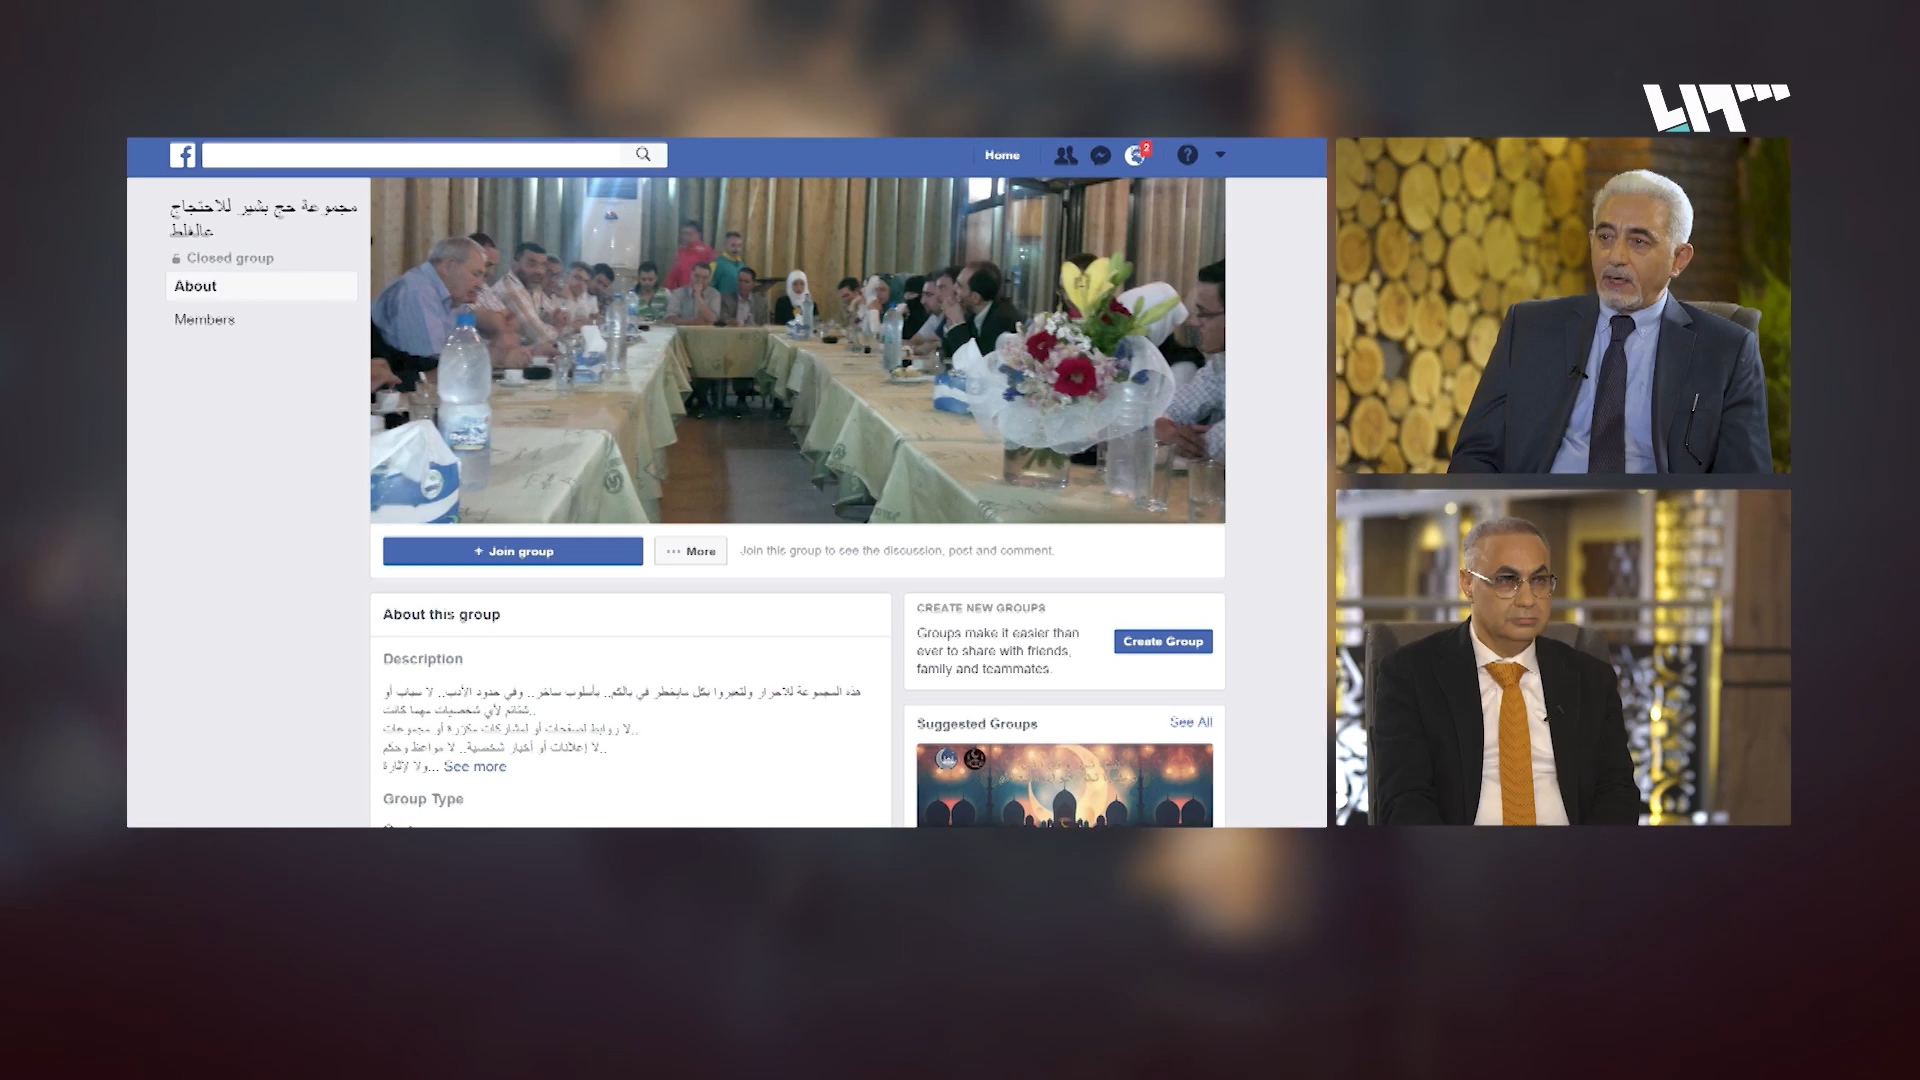 Home
2
?
مجموعة حج بشير للاحتجاج
عالفلط
Closed group
About
Members
+ Join group
More
Join this group to see the discussion, post and comment.
About this group
Description
هذه المجموعة للاحرار ولتعبروا بكل مايخطر في بالكم.. بأسلوب ساخر.. وفي حدود الأدب.. لا سباب أو
شتائم لأي شخصيات مهما كانت..
لا روابط لصفحات أو لمشاركات مكررة أو مجموعات..
لا إعلانات أو أخبار شخصية.. لا مواعظ وحكم..
ولا لإثارة... See more
Group Type
CREATE NEW GROUPS
Groups make it easier than
ever to share with friends,
family and teammates.
Create Group
Suggested Groups
See All